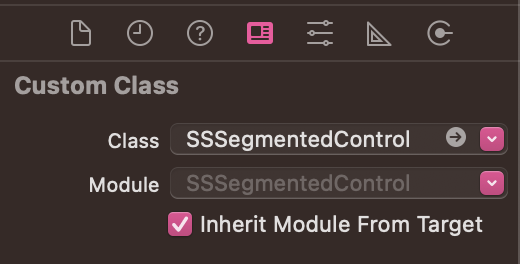 Custom Class
Class SSSegmentedControl
Module SSSegmentedControl
Inherit Module From Target